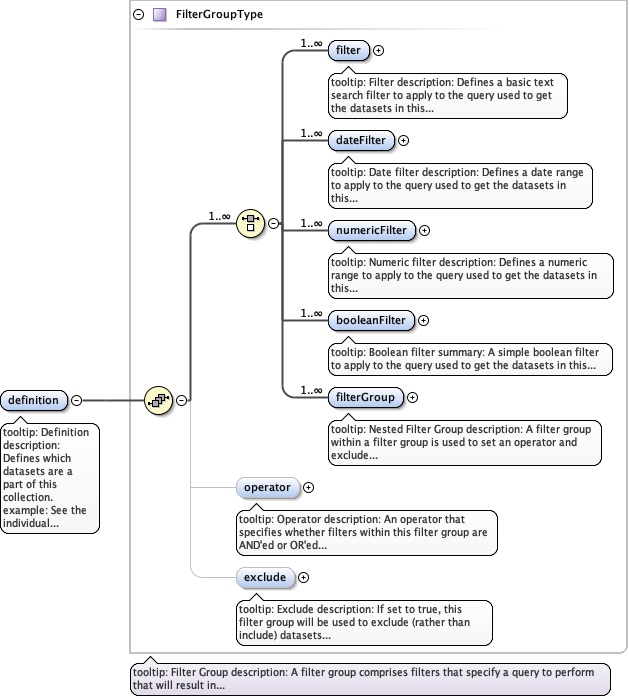 FilterGroupType
1..∞
filter
tooltip: Filter description: Defines a basic text
search filter to apply to the query used to get
the datasets in this...
1..∞
dateFilter
tooltip: Date filter description: Defines a date range
to apply to the query used to get the datasets in
this...
1..∞
1..∞
numericFilter
tooltip: Numeric filter description: Defines a numeric
range to apply to the query used to get the datasets in
this...
1..∞
booleanFilter
tooltip: Boolean filter summary: A simple boolean filter
to apply to the query used to get the datasets in this...
1..∞
filterGroup
tooltip: Nested Filter Group description: A filter group
within a filter group is used to set an operator and
exclude...
definition
tooltip: Definition
description:
Defines which
datasets are a
part of this
collection.
example: See the
individual...
operator
tooltip: Operator description: An operator that
specifies whether filters within this filter group are
AND'ed or OR'ed...
exclude
tooltip: Exclude description: If set to true, this
filter group will be used to exclude (rather than
include) datasets...
tooltip: Filter Group description: A filter group comprises filters that specify a query to perform
that will result in...